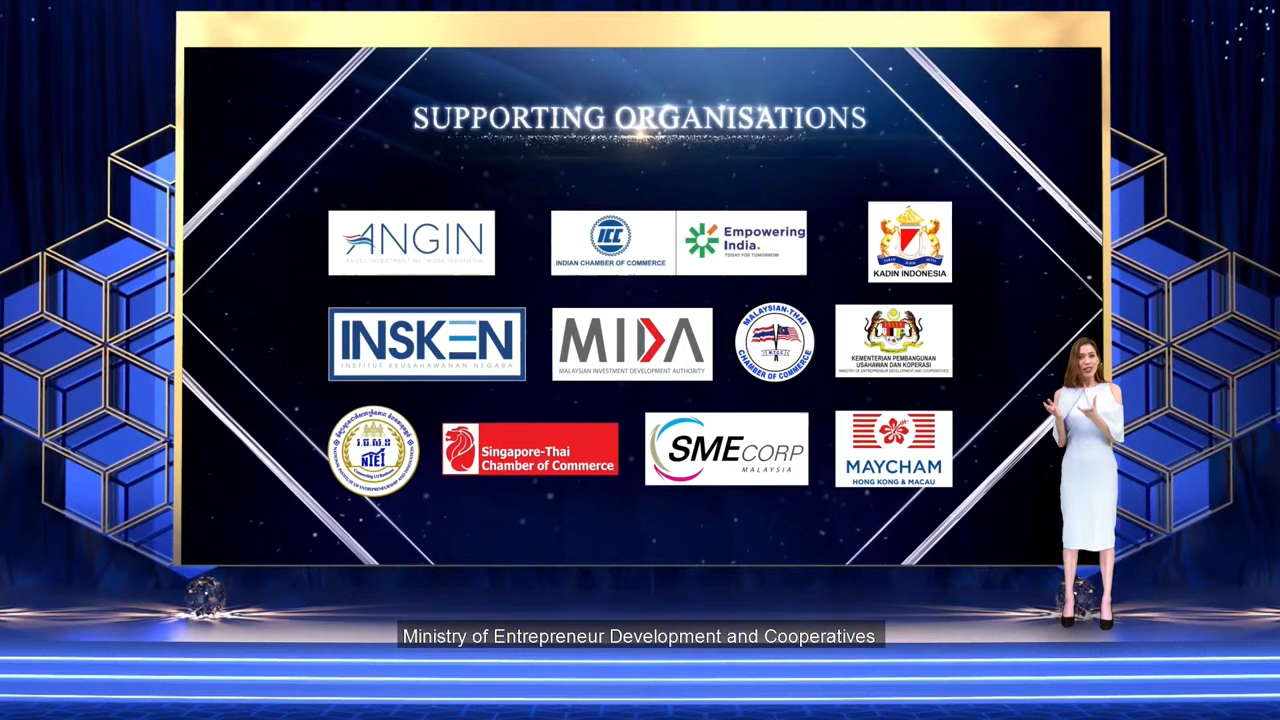 SUPPORTING ORGANISATIONS
ANGIN
ANGEL INVESTMENT NETWORK INDONESIA
ICC
INDIAN CHAMBER OF COMMERCE
Empowering
India.
TODAY FOR TOMORROW
KADIN INDONESIA
INSKEN
INSTITUT KEUSAHAWANAN NEGARA
MIDA
MALAYSIAN INVESTMENT DEVELOPMENT AUTHORITY
MALAYSIAN-THAI
CHAMBER OF COMMERCE
KEMENTERIAN PEMBANGUNAN
USAHAWAN DAN KOPERASI
MINISTRY OF ENTREPRENEUR DEVELOPMENT AND COOPERATIVES
NIEI
Singapore-Thai
Chamber of Commerce
SME CORP
MALAYSIA
MAYCHAM
HONG KONG & MACAU
Ministry of Entrepreneur Development and Cooperatives